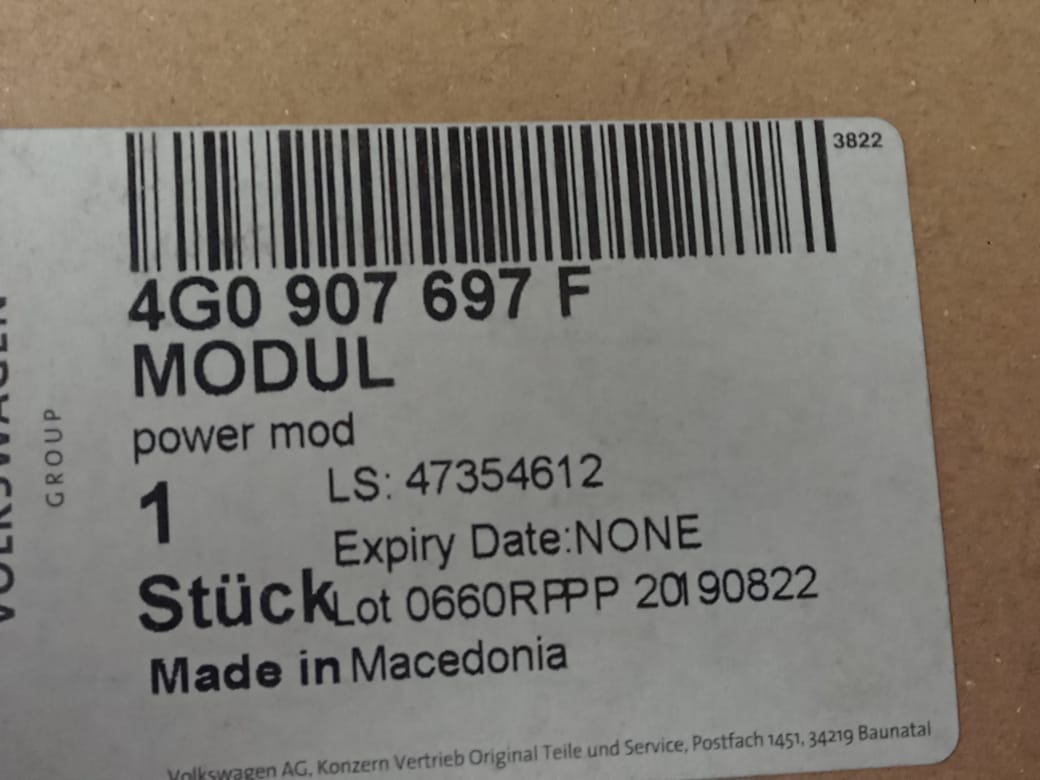 VOLKSWAGEN
GROUP
3822
4G0 907 697 F
MODUL
power mod
1
LS: 47354612
Expiry Date:NONE
Stück
Lot 0660RPPP 20190822
Made in Macedonia
Volkswagen AG, Konzern Vertrieb Original Teile und Service, Postfach 1451, 34219 Baunatal